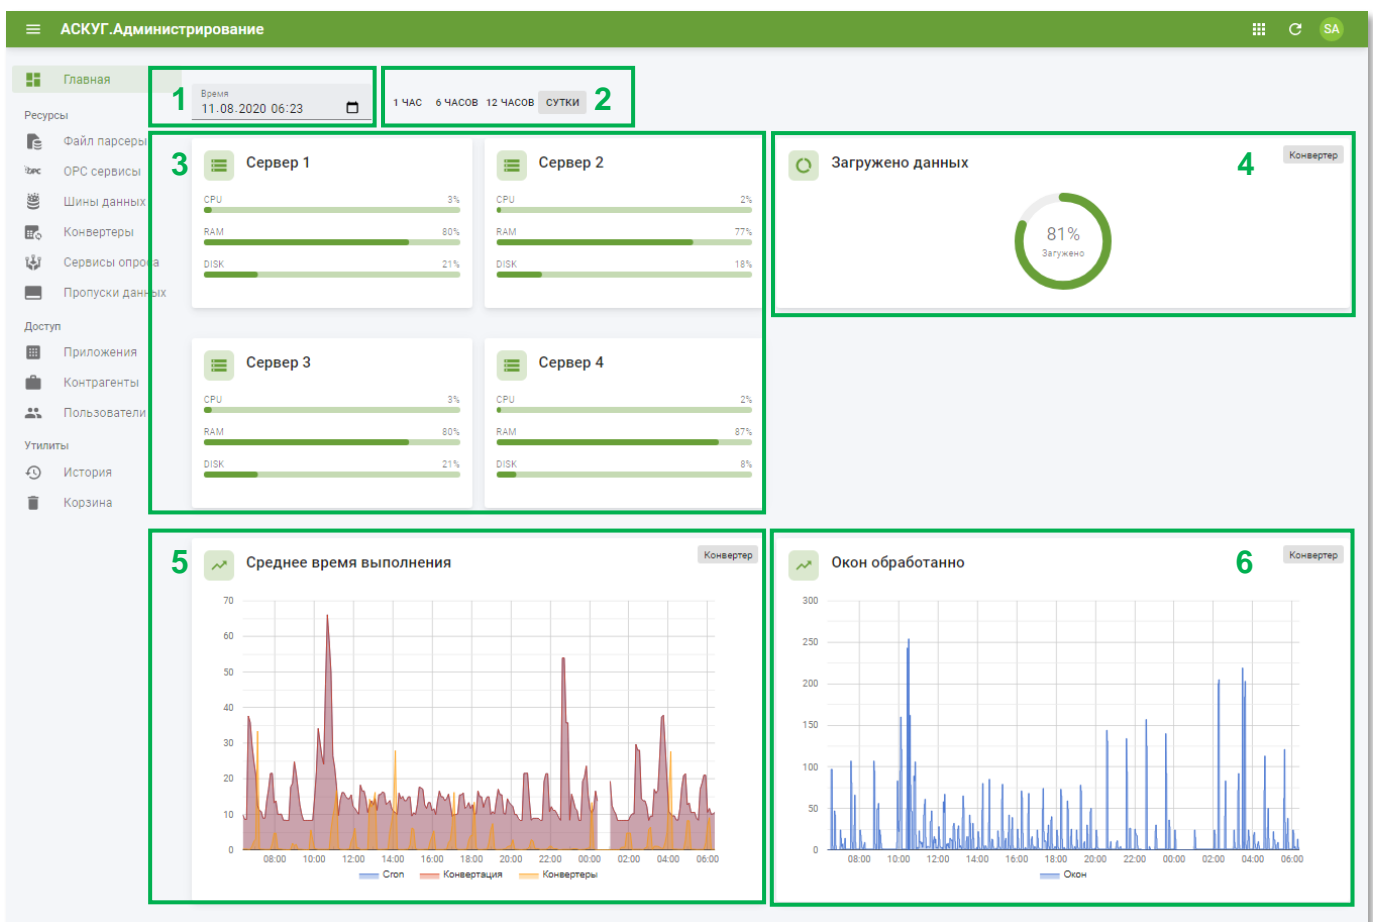 АСКУГ.Администрирование
SA
Главная
Ресурсы
Файл парсеры
OPC
OPC сервисы
Шины данных
Конвертеры
Сервисы опроса
Пропуски данных
Доступ
Приложения
Контрагенты
Пользователи
Утилиты
История
Корзина
1
Время
11.08.2020 06:23
1 ЧАС 6 ЧАСОВ 12 ЧАСОВ СУТКИ
2
3
Сервер 1
CPU 3%
RAM 80%
DISK 21%
Сервер 2
CPU 2%
RAM 77%
DISK 18%
Сервер 3
CPU 3%
RAM 80%
DISK 21%
Сервер 4
CPU 2%
RAM 87%
DISK 8%
Загружено данных
4
Конвертер
81%
Загужено
5
Среднее время выполнения
Конвертер
70
60
50
40
30
20
10
0
08:00 10:00 12:00 14:00 16:00 18:00 20:00 22:00 00:00 02:00 04:00 06:00
Cron Конвертация Конвертеры
Окон обработанно
6
Конвертер
300
250
200
150
100
50
0
08:00 10:00 12:00 14:00 16:00 18:00 20:00 22:00 00:00 02:00 04:00 06:00
Окон